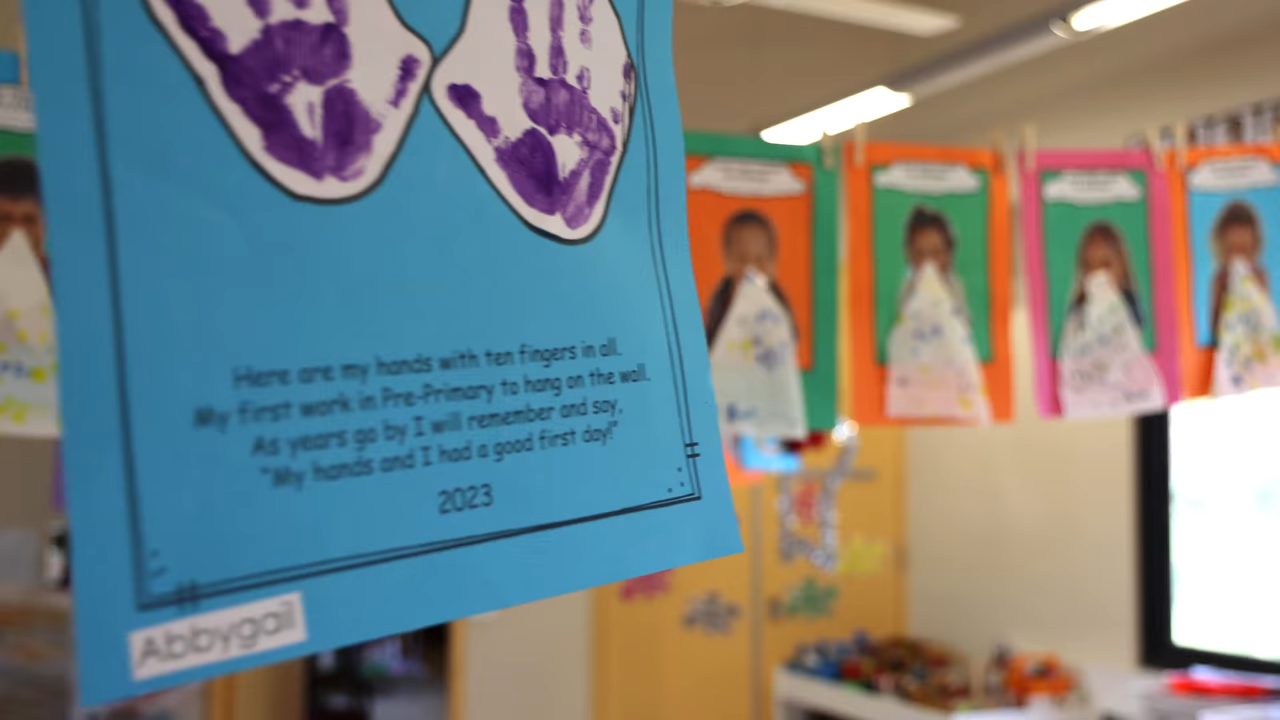 Here are my hands with ten fingers in all.
My first work in Pre-Primary to hang on the wall.
As years go by I will remember and say,
"My hands and I had a good first day!"
2023
Abbygail